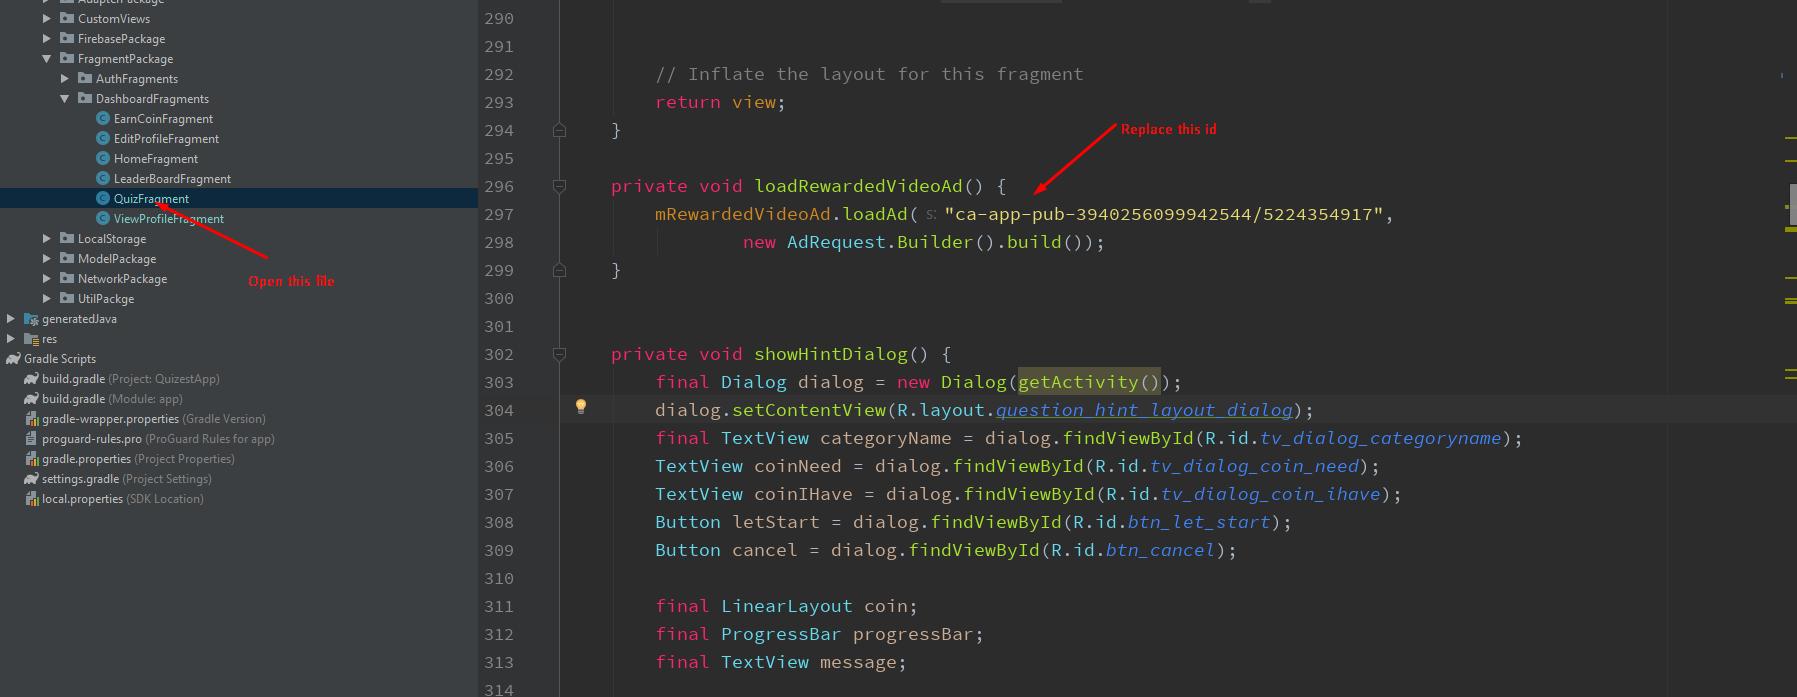 AdapterPackage
CustomViews
FirebasePackage
FragmentPackage
AuthFragments
DashboardFragments
EarnCoinFragment
EditProfileFragment
HomeFragment
LeaderBoardFragment
QuizFragment
ViewProfileFragment
LocalStorage
ModelPackage
NetworkPackage
UtilPackge
generatedJava
res
Gradle Scripts
build.gradle (Project: QuizestApp)
build.gradle (Module: app)
gradle-wrapper.properties (Gradle Version)
proguard-rules.pro (ProGuard Rules for app)
gradle.properties (Project Properties)
settings.gradle (Project Settings)
local.properties (SDK Location)
Open this file
290
291
292 // Inflate the layout for this fragment
293 return view;
294 }
Replace this id
295
296 private void loadRewardedVideoAd() {
297 mRewardedVideoAd.loadAd( s: "ca-app-pub-3940256099942544/5224354917",
298 new AdRequest.Builder().build());
299 }
300
301
302 private void showHintDialog() {
303 final Dialog dialog = new Dialog(getActivity());
304 dialog.setContentView(R.layout.question_hint_layout_dialog);
305 final TextView categoryName = dialog.findViewById(R.id.tv_dialog_categoryname);
306 TextView coinNeed = dialog.findViewById(R.id.tv_dialog_coin_need);
307 TextView coinIHave = dialog.findViewById(R.id.tv_dialog_coin_ihave);
308 Button letStart = dialog.findViewById(R.id.btn_let_start);
309 Button cancel = dialog.findViewById(R.id.btn_cancel);
310
311 final LinearLayout coin;
312 final ProgressBar progressBar;
313 final TextView message;
314